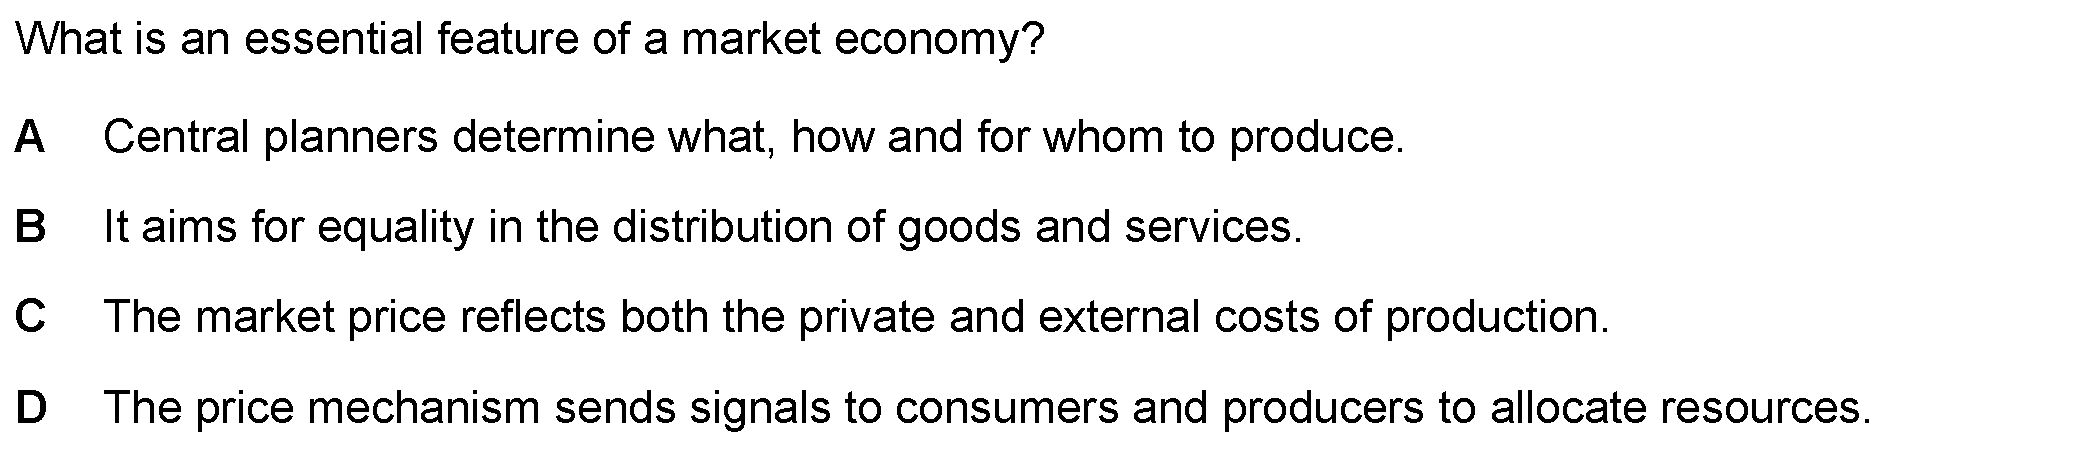 What is an essential feature of a market economy?
A Central planners determine what, how and for whom to produce.
B It aims for equality in the distribution of goods and services.
C The market price reflects both the private and external costs of production.
D The price mechanism sends signals to consumers and producers to allocate resources.